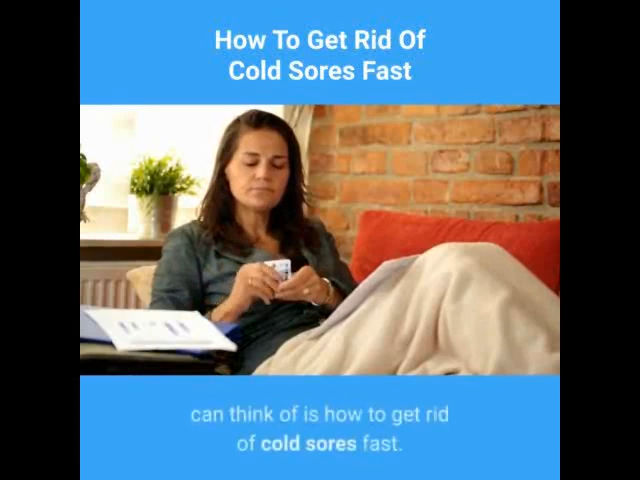 How To Get Rid Of
Cold Sores Fast
can think of is how to get rid
of cold sores fast.